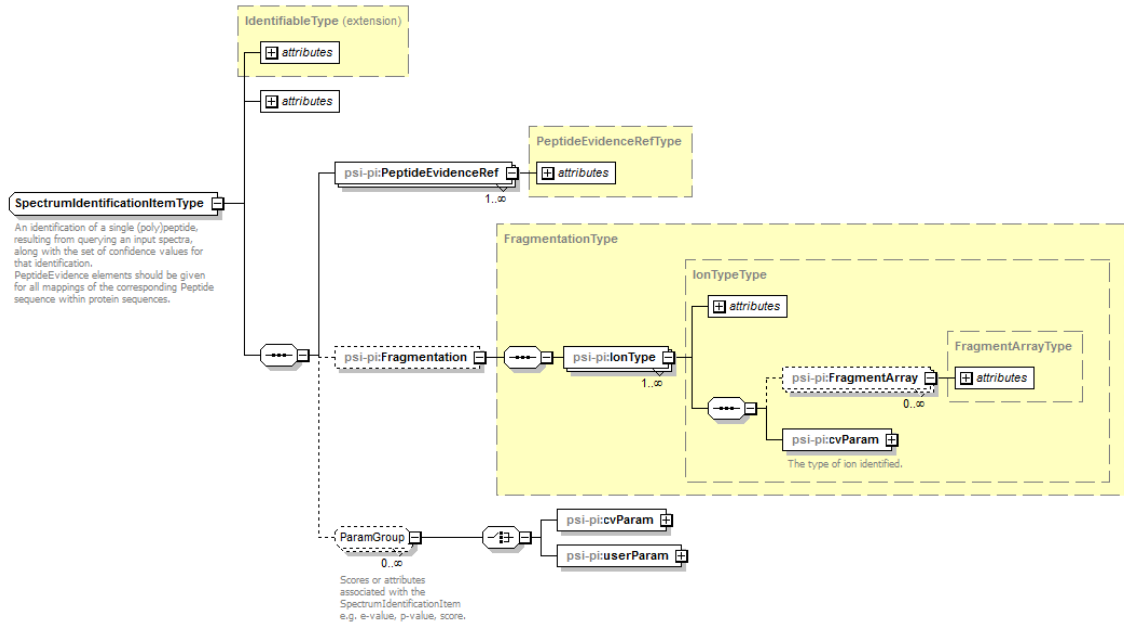 IdentifiableType (extension)
attributes
attributes
PeptideEvidenceRefType
psi-pi:PeptideEvidenceRef
attributes
1..∞
SpectrumIdentificationItemType
An identification of a single (poly)peptide,
resulting from querying an input spectra,
along with the set of confidence values for
that identification.
PeptideEvidence elements should be given
for all mappings of the corresponding Peptide
sequence within protein sequences.
FragmentationType
IonTypeType
attributes
psi-pi:Fragmentation
psi-pi:IonType
1..∞
FragmentArrayType
psi-pi:FragmentArray
attributes
0..∞
psi-pi:cvParam
The type of ion identified.
ParamGroup
0..∞
Scores or attributes
associated with the
SpectrumIdentificationItem
e.g. e-value, p-value, score.
psi-pi:cvParam
psi-pi:userParam